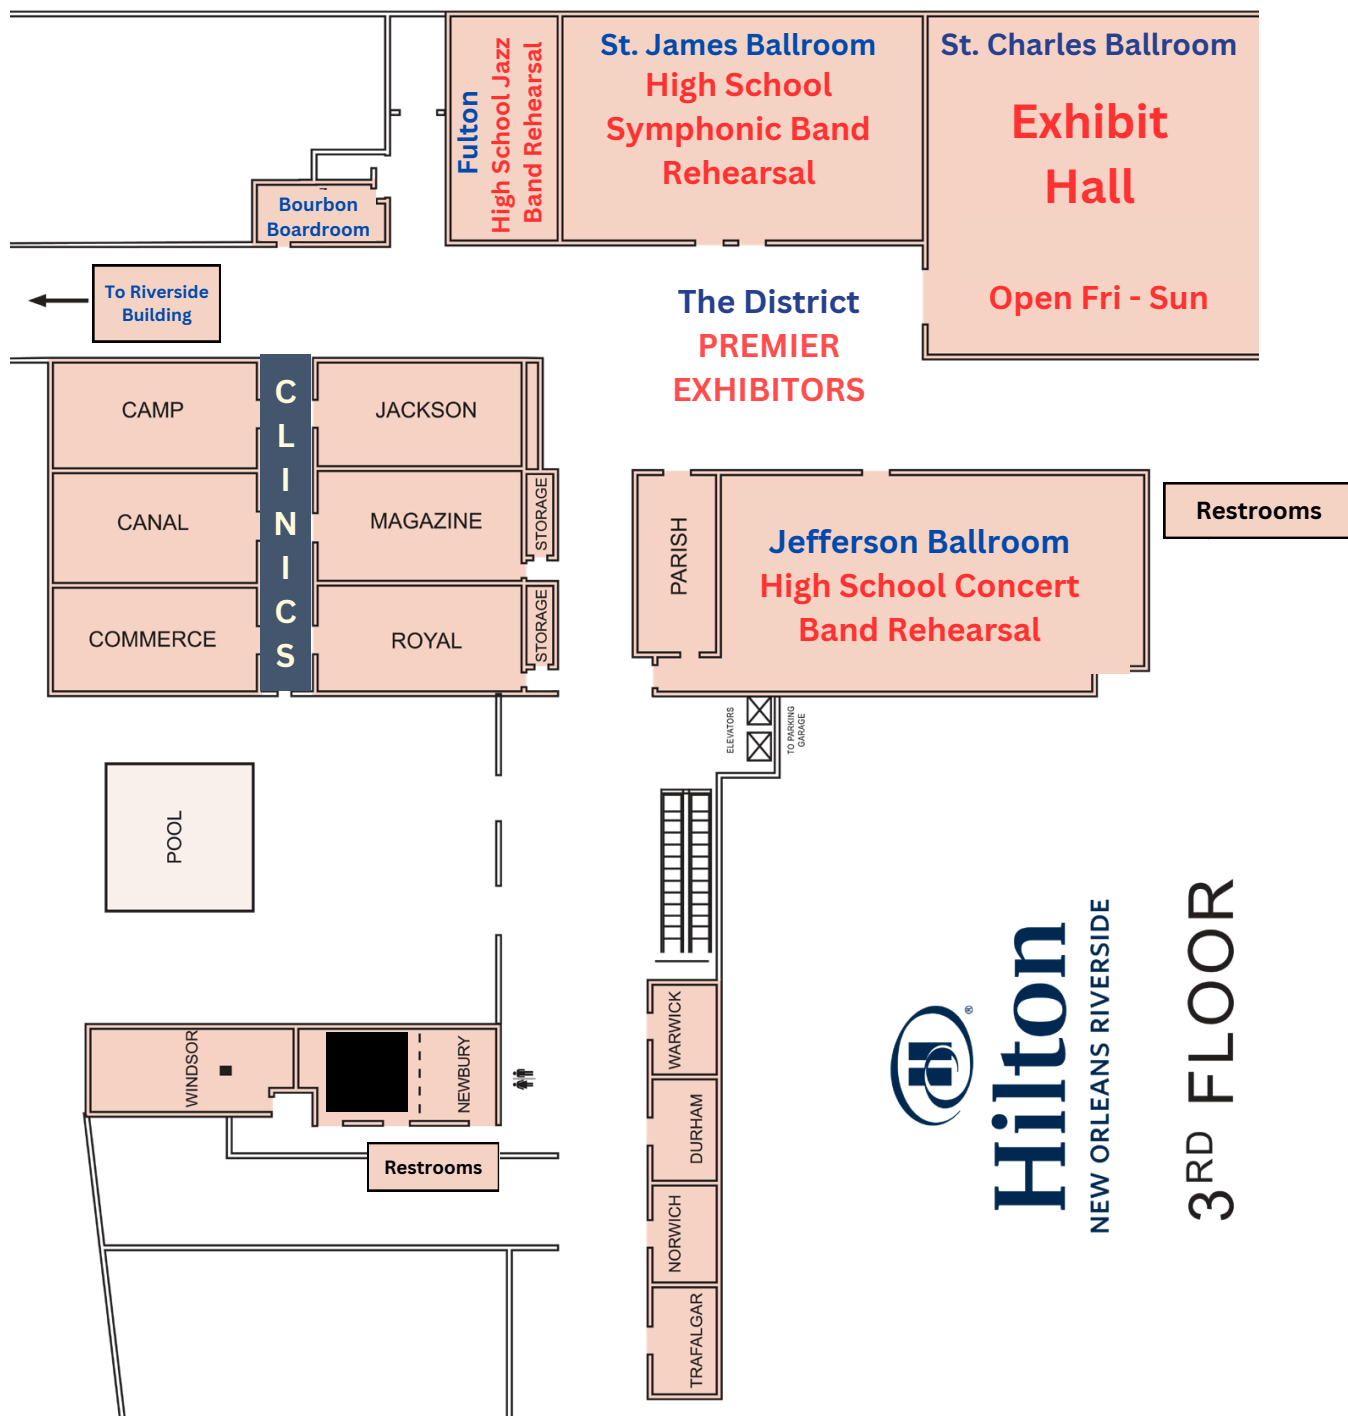 Fulton
High School Jazz
Band Rehearsal
St. James Ballroom
High School
Symphonic Band
Rehearsal
St. Charles Ballroom
Exhibit
Hall
Open Fri - Sun
Bourbon
Boardroom
To Riverside
Building
The District
PREMIER
EXHIBITORS
CAMP
CANAL
COMMERCE
CLINICS
JACKSON
MAGAZINE
ROYAL
STORAGE
STORAGE
PARISH
Jefferson Ballroom
High School Concert
Band Rehearsal
Restrooms
ELEVATORS
TO PARKING
GARAGE
POOL
WINDSOR
NEWBURY
Restrooms
WARWICK
DURHAM
NORWICH
TRAFALGAR
®
Hilton
NEW ORLEANS RIVERSIDE
3RD FLOOR